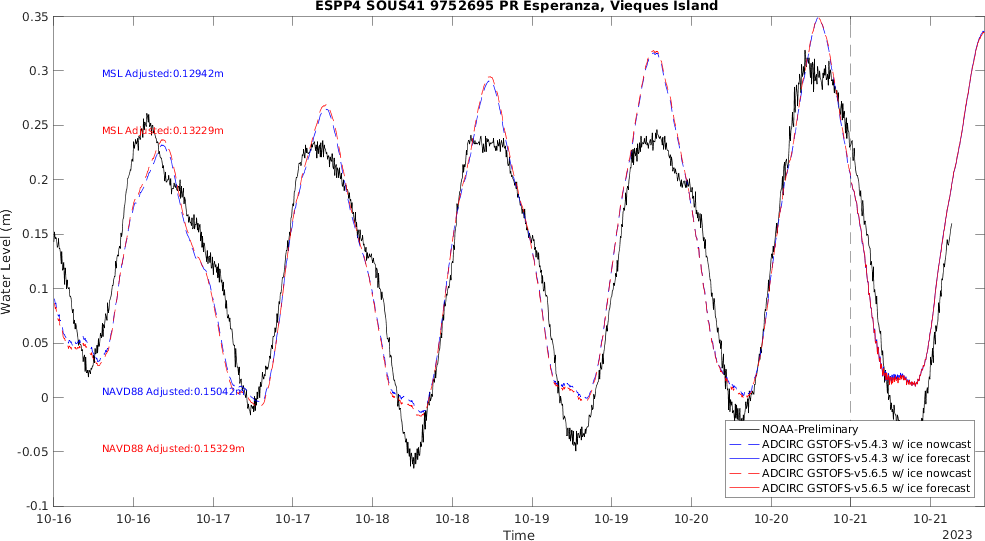 ESPP4 SOUS41 9752695 PR Esperanza, Vieques Island
0.35
0.3
0.25
0.2
0.15
0.1
0.05
0
-0.05
-0.1
Water Level (m)
MSL Adjusted:0.12942m
MSL Adjusted:0.13229m
NAVD88 Adjusted:0.15042m
NAVD88 Adjusted:0.15329m
NOAA-Preliminary
ADCIRC GSTOFS-v5.4.3 w/ ice nowcast
ADCIRC GSTOFS-v5.4.3 w/ ice forecast
ADCIRC GSTOFS-v5.6.5 w/ ice nowcast
ADCIRC GSTOFS-v5.6.5 w/ ice forecast
10-16 10-16 10-17 10-17 10-18 10-18 10-19 10-19 10-20 10-20 10-21 10-21
Time
2023